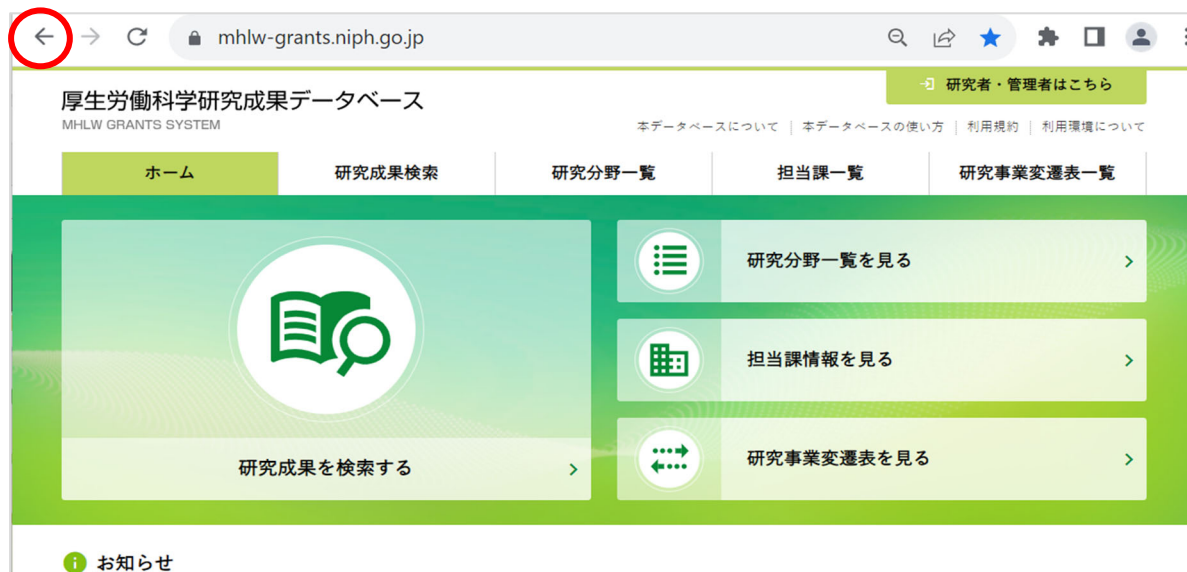 mhlw-grants.niph.go.jp
研究者・管理者はこちら
厚生労働科学研究成果データベース
MHLW GRANTS SYSTEM
本データベースについて | 本データベースの使い方 | 利用規約 | 利用環境について
ホーム 研究成果検索 研究分野一覧 担当課一覧 研究事業変遷表一覧
研究分野一覧を見る
担当課情報を見る
研究成果を検索する
研究事業変遷表を見る
お知らせ